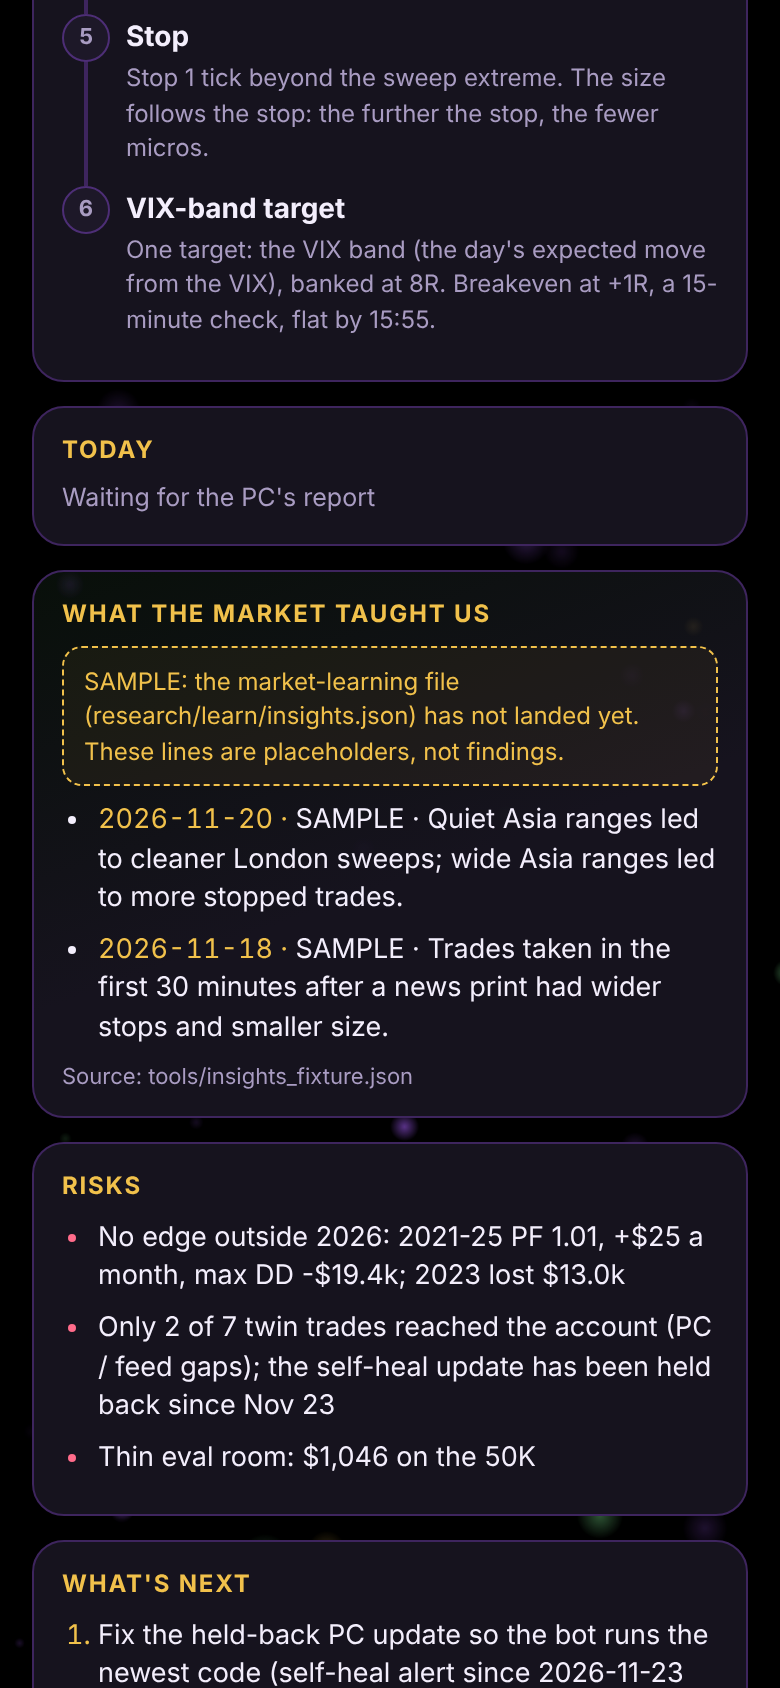 5 Stop
Stop 1 tick beyond the sweep extreme. The size
follows the stop: the further the stop, the fewer
micros.
6 VIX-band target
One target: the VIX band (the day's expected move
from the VIX), banked at 8R. Breakeven at +1R, a 15-
minute check, flat by 15:55.
TODAY
Waiting for the PC's report
WHAT THE MARKET TAUGHT US
SAMPLE: the market-learning file
(research/learn/insights.json) has not landed yet.
These lines are placeholders, not findings.
• 2026-11-20 · SAMPLE · Quiet Asia ranges led
to cleaner London sweeps; wide Asia ranges led
to more stopped trades.
• 2026-11-18 · SAMPLE · Trades taken in the
first 30 minutes after a news print had wider
stops and smaller size.
Source: tools/insights_fixture.json
RISKS
• No edge outside 2026: 2021-25 PF 1.01, +$25 a
month, max DD -$19.4k; 2023 lost $13.0k
• Only 2 of 7 twin trades reached the account (PC
/ feed gaps); the self-heal update has been held
back since Nov 23
• Thin eval room: $1,046 on the 50K
WHAT'S NEXT
1. Fix the held-back PC update so the bot runs the
newest code (self-heal alert since 2026-11-23